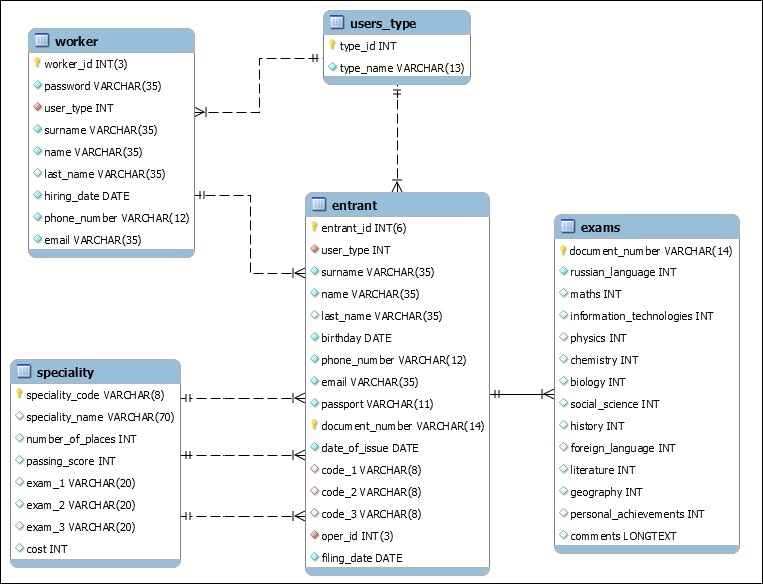 users_type
type_id INT
type_name VARCHAR(13)
worker
worker_id INT(3)
password VARCHAR(35)
user_type INT
surname VARCHAR(35)
name VARCHAR(35)
last_name VARCHAR(35)
hiring_date DATE
phone_number VARCHAR(12)
email VARCHAR(35)
entrant
entrant_id INT(6)
user_type INT
surname VARCHAR(35)
name VARCHAR(35)
last_name VARCHAR(35)
birthday DATE
phone_number VARCHAR(12)
email VARCHAR(35)
passport VARCHAR(11)
document_number VARCHAR(14)
date_of_issue DATE
code_1 VARCHAR(8)
code_2 VARCHAR(8)
code_3 VARCHAR(8)
oper_id INT(3)
filing_date DATE
exams
document_number VARCHAR(14)
russian_language INT
maths INT
information_technologies INT
physics INT
chemistry INT
biology INT
social_science INT
history INT
foreign_language INT
literature INT
geography INT
personal_achievements INT
comments LONGTEXT
speciality
speciality_code VARCHAR(8)
speciality_name VARCHAR(70)
number_of_places INT
passing_score INT
exam_1 VARCHAR(20)
exam_2 VARCHAR(20)
exam_3 VARCHAR(20)
cost INT